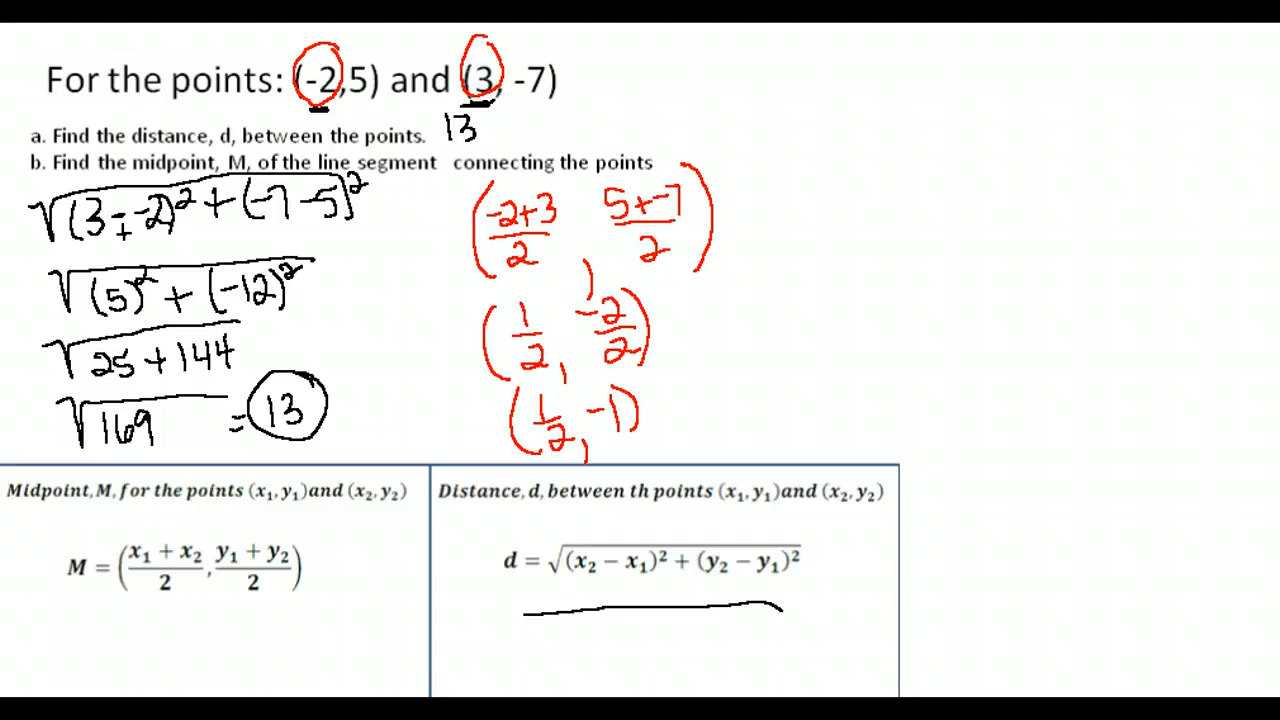 For the points: (-2,5) and (3, -7)
a. Find the distance, d, between the points. 13
b. Find the midpoint, M, of the line segment connecting the points
√(3 - -2)² + (-7 -5)²
√(5)² + (-12)²
√25 + 144
√169 = 13
(-2+3/2 , 5+-7/2)
(1/2, -2/2)
(1/2, -1)
Midpoint, M, for the points (x₁, y₁)and (x₂, y₂)
M = (x₁ + x₂/2, y₁ + y₂/2)
Distance, d, between th points (x₁, y₁)and (x₂, y₂)
d = √(x₂ − x₁)² + (y₂ − y₁)²